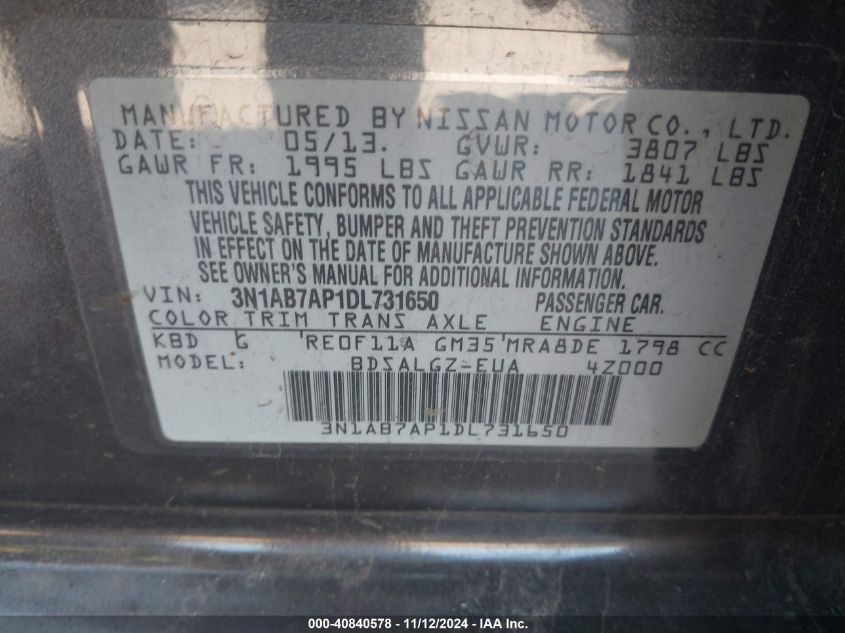 MANUFACTURED BY NISSAN MOTOR CO., LTD.
DATE: 05/13. GVWR: 3807 LBS
GAWR FR: 1995 LBS GAWR RR: 1841 LBS
THIS VEHICLE CONFORMS TO ALL APPLICABLE FEDERAL MOTOR
VEHICLE SAFETY, BUMPER AND THEFT PREVENTION STANDARDS
IN EFFECT ON THE DATE OF MANUFACTURE SHOWN ABOVE.
SEE OWNER'S MANUAL FOR ADDITIONAL INFORMATION.
VIN: 3N1AB7AP1DL731650 PASSENGER CAR.
COLOR TRIM TRANS AXLE ENGINE
KBD G 'RE0F11A GM35'MRA8DE 1798 CC
MODEL: BDSALGZ-EUA 4Z000
3N1AB7AP1DL731650
000-40840578 - 11/12/2024 - IAA Inc.